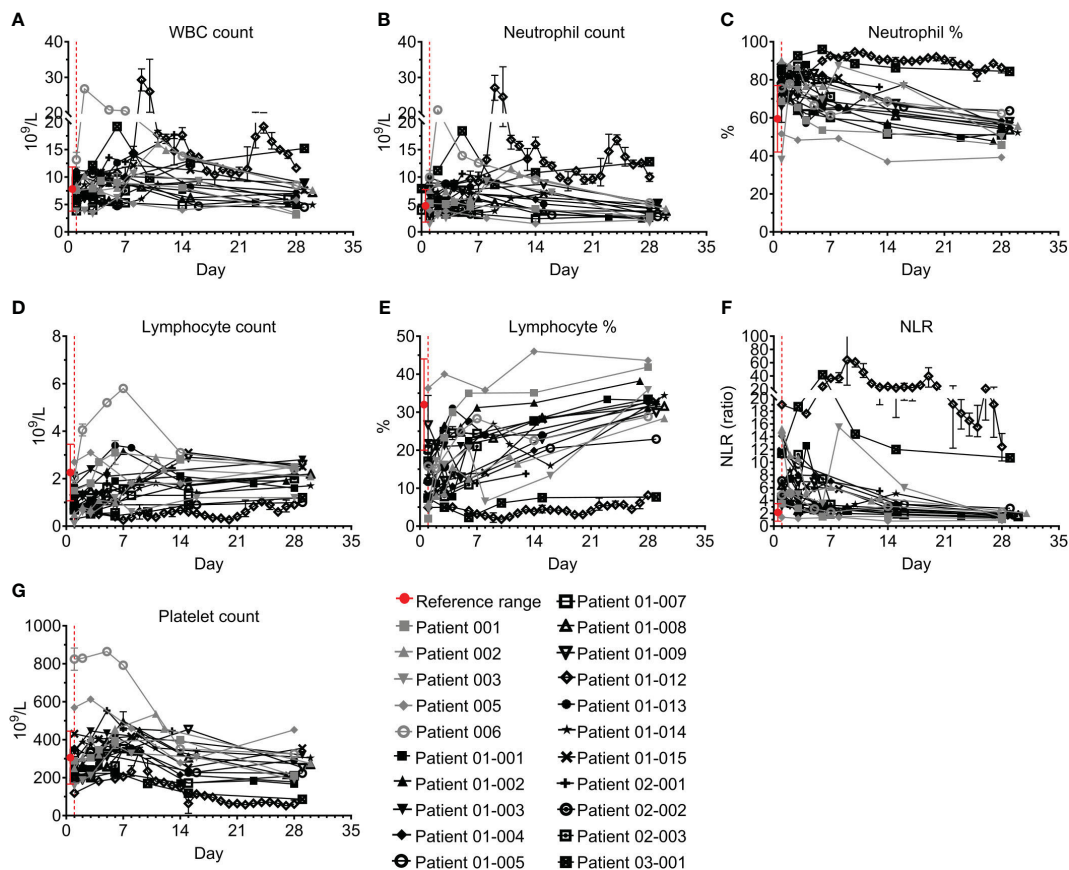 A
WBC count
40
30
20
20
15
10
5
0
10⁹/L
0 7 14 21 28 35
Day
B
Neutrophil count
40
30
20
20
15
10
5
0
10⁹/L
0 7 14 21 28 35
Day
C
Neutrophil %
100
80
60
40
20
0
%
0 7 14 21 28 35
Day
D
Lymphocyte count
8
6
4
2
0
10⁹/L
0 7 14 21 28 35
Day
E
Lymphocyte %
50
40
30
20
10
0
%
0 7 14 21 28 35
Day
F
NLR
100
80
60
40
20
20
18
16
14
12
10
8
6
4
2
0
NLR (ratio)
0 7 14 21 28 35
Day
G
Platelet count
1000
800
600
400
200
0
10⁹/L
0 7 14 21 28 35
Day
Reference range
Patient 001
Patient 002
Patient 003
Patient 005
Patient 006
Patient 01-001
Patient 01-002
Patient 01-003
Patient 01-004
Patient 01-005
Patient 01-007
Patient 01-008
Patient 01-009
Patient 01-012
Patient 01-013
Patient 01-014
Patient 01-015
Patient 02-001
Patient 02-002
Patient 02-003
Patient 03-001